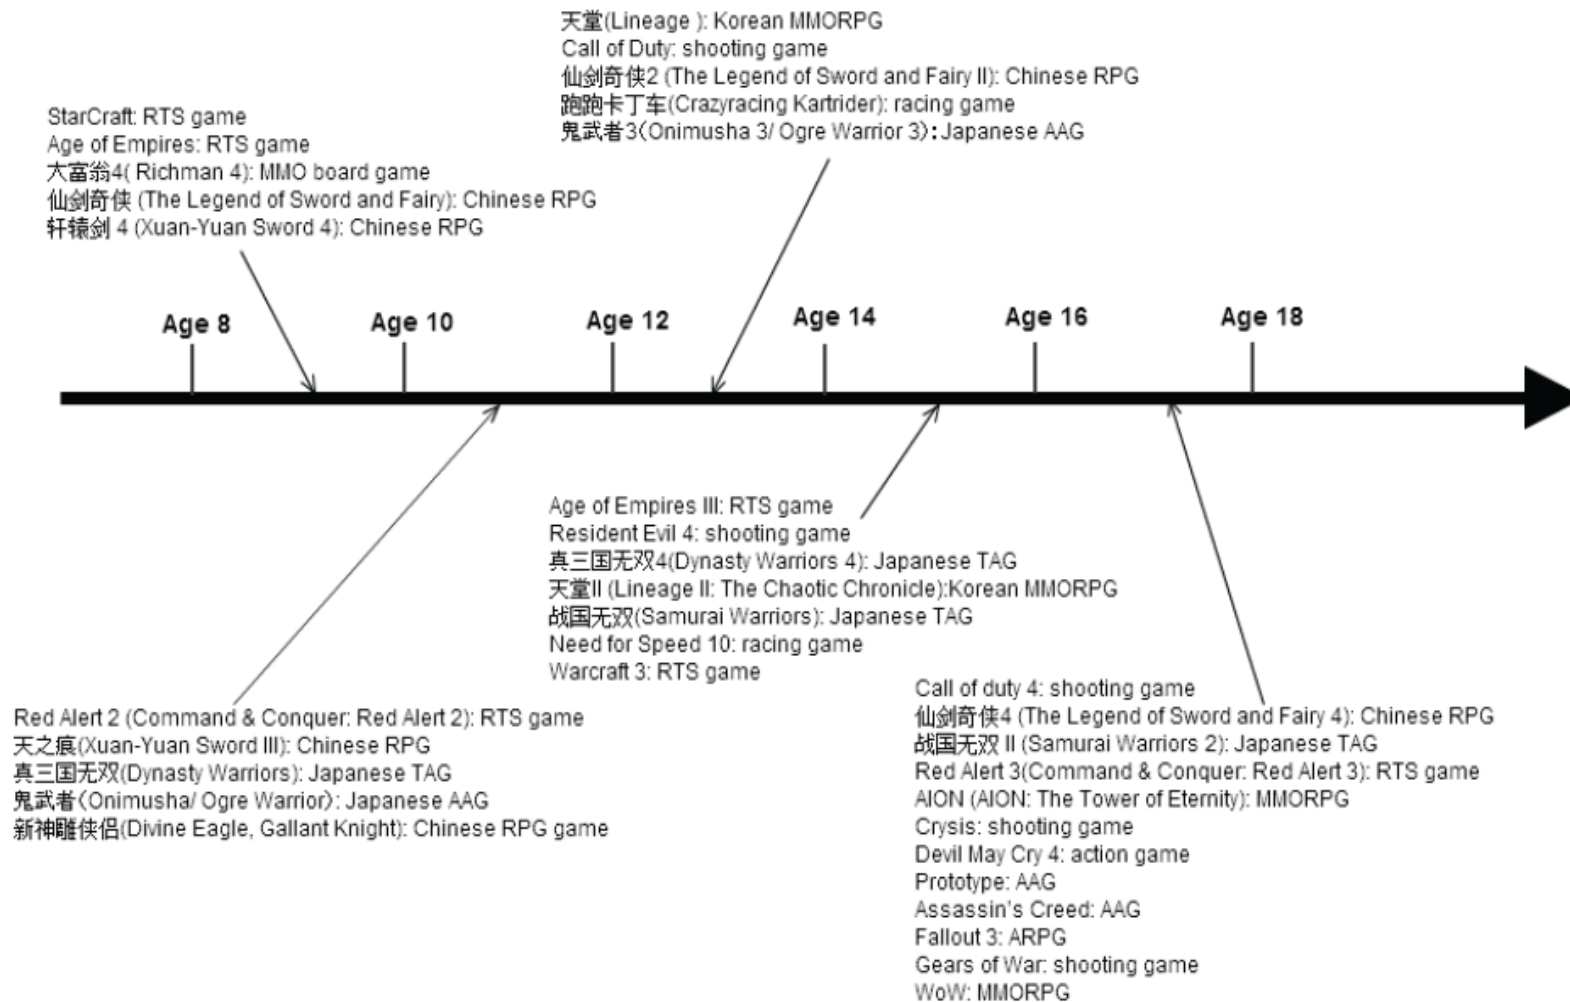 天堂(Lineage ): Korean MMORPG
Call of Duty: shooting game
仙剑奇侠2 (The Legend of Sword and Fairy II): Chinese RPG
跑跑卡丁车(Crazyracing Kartrider): racing game
鬼武者3〈Onimusha 3/ Ogre Warrior 3〉: Japanese AAG
StarCraft: RTS game
Age of Empires: RTS game
大富翁4( Richman 4): MMO board game
仙剑奇侠 (The Legend of Sword and Fairy): Chinese RPG
轩辕剑 4 (Xuan-Yuan Sword 4): Chinese RPG
Age 8
Age 10
Age 12
Age 14
Age 16
Age 18
Age of Empires III: RTS game
Resident Evil 4: shooting game
真三国无双4(Dynasty Warriors 4): Japanese TAG
天堂II (Lineage II: The Chaotic Chronicle):Korean MMORPG
战国无双(Samurai Warriors): Japanese TAG
Need for Speed 10: racing game
Warcraft 3: RTS game
Red Alert 2 (Command & Conquer: Red Alert 2): RTS game
天之痕(Xuan-Yuan Sword III): Chinese RPG
真三国无双(Dynasty Warriors): Japanese TAG
鬼武者〈Onimusha/ Ogre Warrior〉: Japanese AAG
新神雕侠侣(Divine Eagle, Gallant Knight): Chinese RPG game
Call of duty 4: shooting game
仙剑奇侠4 (The Legend of Sword and Fairy 4): Chinese RPG
战国无双 II (Samurai Warriors 2): Japanese TAG
Red Alert 3(Command & Conquer: Red Alert 3): RTS game
AION (AION: The Tower of Eternity): MMORPG
Crysis: shooting game
Devil May Cry 4: action game
Prototype: AAG
Assassin's Creed: AAG
Fallout 3: ARPG
Gears of War: shooting game
WoW: MMORPG